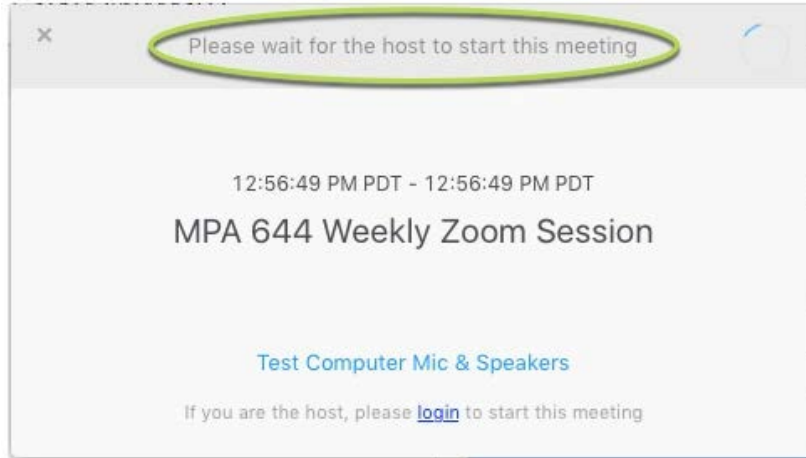 Please wait for the host to start this meeting
12:56:49 PM PDT - 12:56:49 PM PDT
MPA 644 Weekly Zoom Session
Test Computer Mic & Speakers
If you are the host, please login to start this meeting